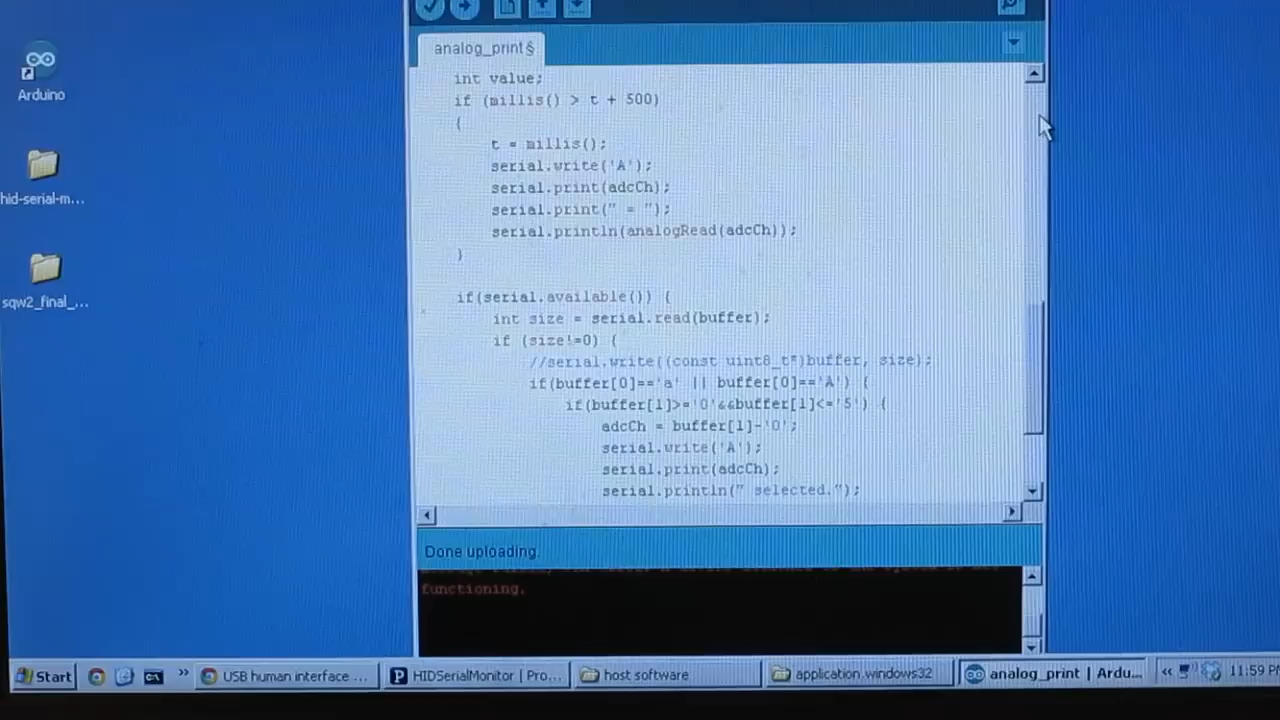 analog_print§
Arduino
hid-serial-m...
sqw2_final_...
int value;
if (millis() > t + 500)
{
t = millis();
serial.write('A');
serial.print(adcCh);
serial.print(" = ");
serial.println(analogRead(adcCh));
}
if(serial.available()) {
int size = serial.read(buffer);
if (size!=0) {
//serial.write((const uint8_t*)buffer, size);
if(buffer[0]=='a' || buffer[0]=='A') {
if(buffer[1]>='0'&&buffer[1]<='5') {
adcCh = buffer[1]-'0';
serial.write('A');
serial.print(adcCh);
serial.println(" selected.");
Done uploading.
functioning.
Start
USB human interface ...
HIDSerialMonitor | Pro...
host software
application.windows32
analog_print | Ardu...
11:59 P